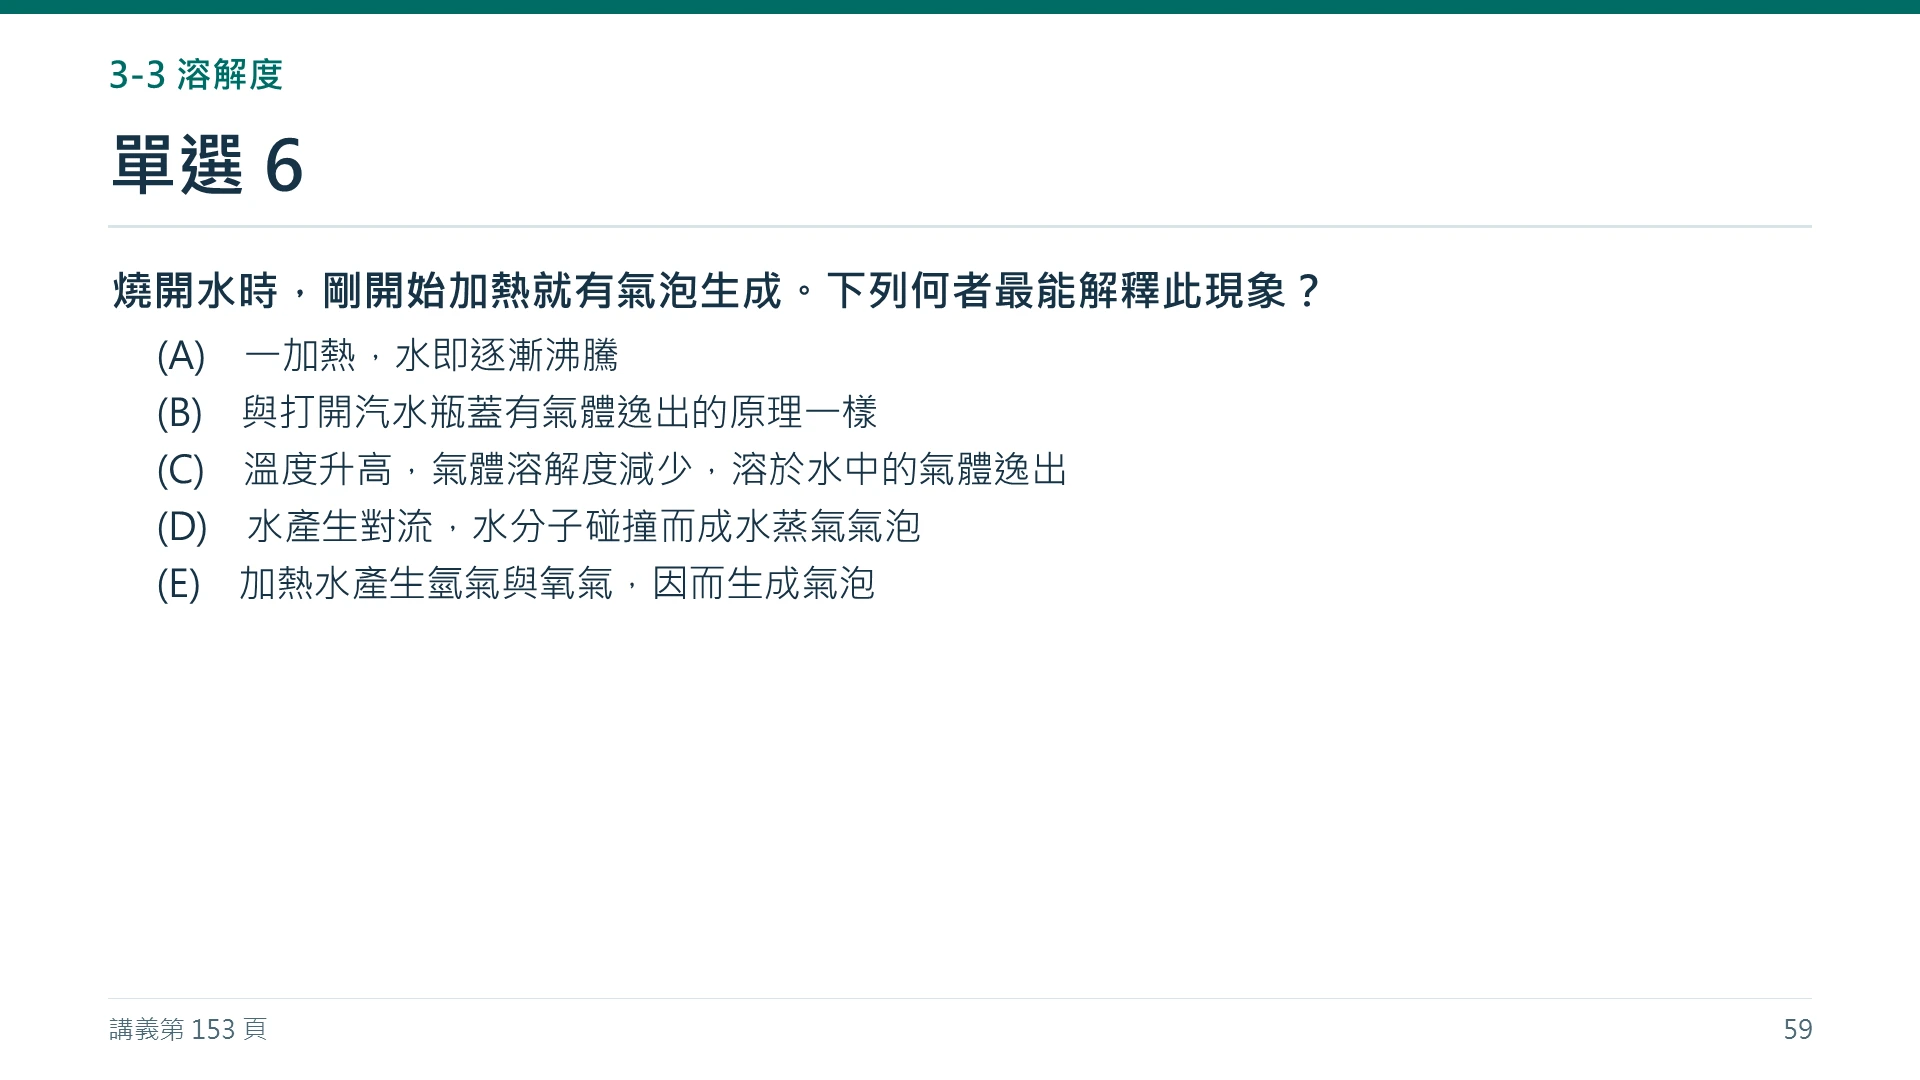 3-3 溶解度
單選 6
燒開水時，剛開始加熱就有氣泡生成。下列何者最能解釋此現象？
(A) 一加熱，水即逐漸沸騰
(B) 與打開汽水瓶蓋有氣體逸出的原理一樣
(C) 溫度升高，氣體溶解度減少，溶於水中的氣體逸出
(D) 水產生對流，水分子碰撞而成水蒸氣氣泡
(E) 加熱水產生氫氣與氧氣，因而生成氣泡
講義第 153 頁
59